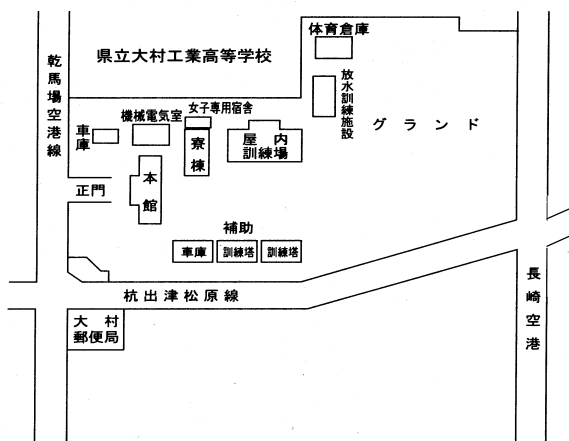 体育倉庫
県立大村工業高等学校
乾馬場空港線
放水訓練施設
女子専用宿舎
機械電気室
車庫
寮棟
屋内
訓練場
グランド
本館
正門
補助
車庫
訓練塔
訓練塔
長崎空港
杭出津松原線
大村
郵便局